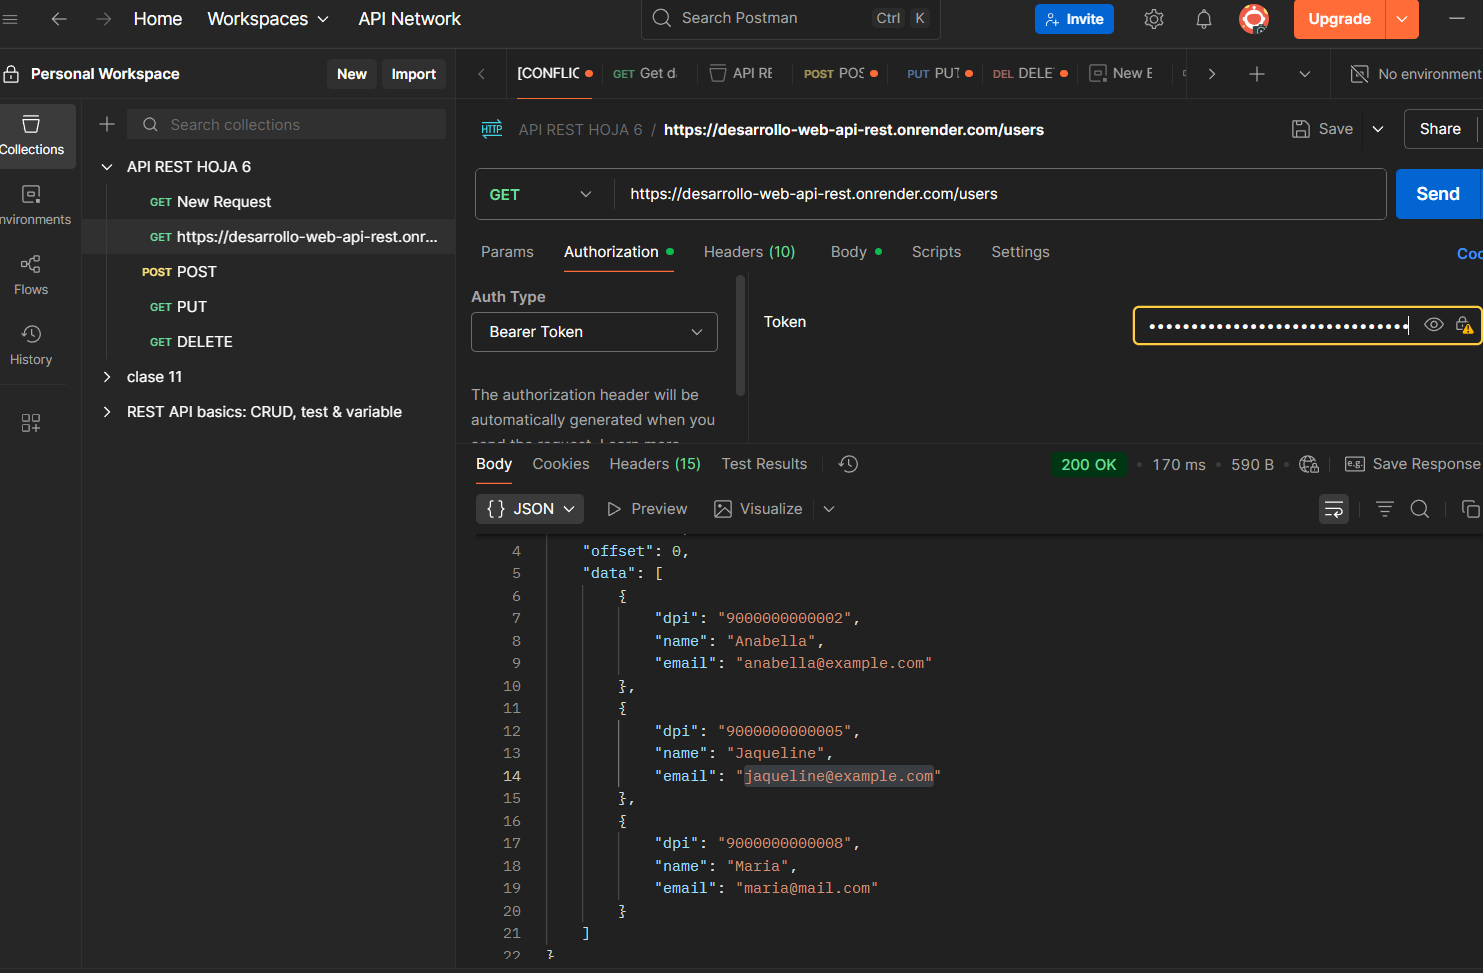 Home Workspaces API Network Search Postman Ctrl K Invite Upgrade
Personal Workspace New Import [CONFLIC GET Get d API RE POST POS PUT PUT DEL DELE New E No environment
Collections
Search collections
API REST HOJA 6 / https://desarrollo-web-api-rest.onrender.com/users Save Share
API REST HOJA 6
GET New Request
GET https://desarrollo-web-api-rest.onr...
POST POST
GET PUT
GET DELETE
clase 11
REST API basics: CRUD, test & variable
nvironments
Flows
History
GET https://desarrollo-web-api-rest.onrender.com/users Send
Params Authorization Headers (10) Body Scripts Settings Coo
Auth Type
Bearer Token
Token
The authorization header will be
automatically generated when you
Body Cookies Headers (15) Test Results 200 OK 170 ms 590 B e.g. Save Response
{} JSON Preview Visualize
4 "offset": 0,
5 "data": [
6 {
7 "dpi": "9000000000002",
8 "name": "Anabella",
9 "email": "anabella@example.com"
10 },
11 {
12 "dpi": "9000000000005",
13 "name": "Jaqueline",
14 "email": "jaqueline@example.com"
15 },
16 {
17 "dpi": "9000000000008",
18 "name": "Maria",
19 "email": "maria@mail.com"
20 }
21 ]
22 }